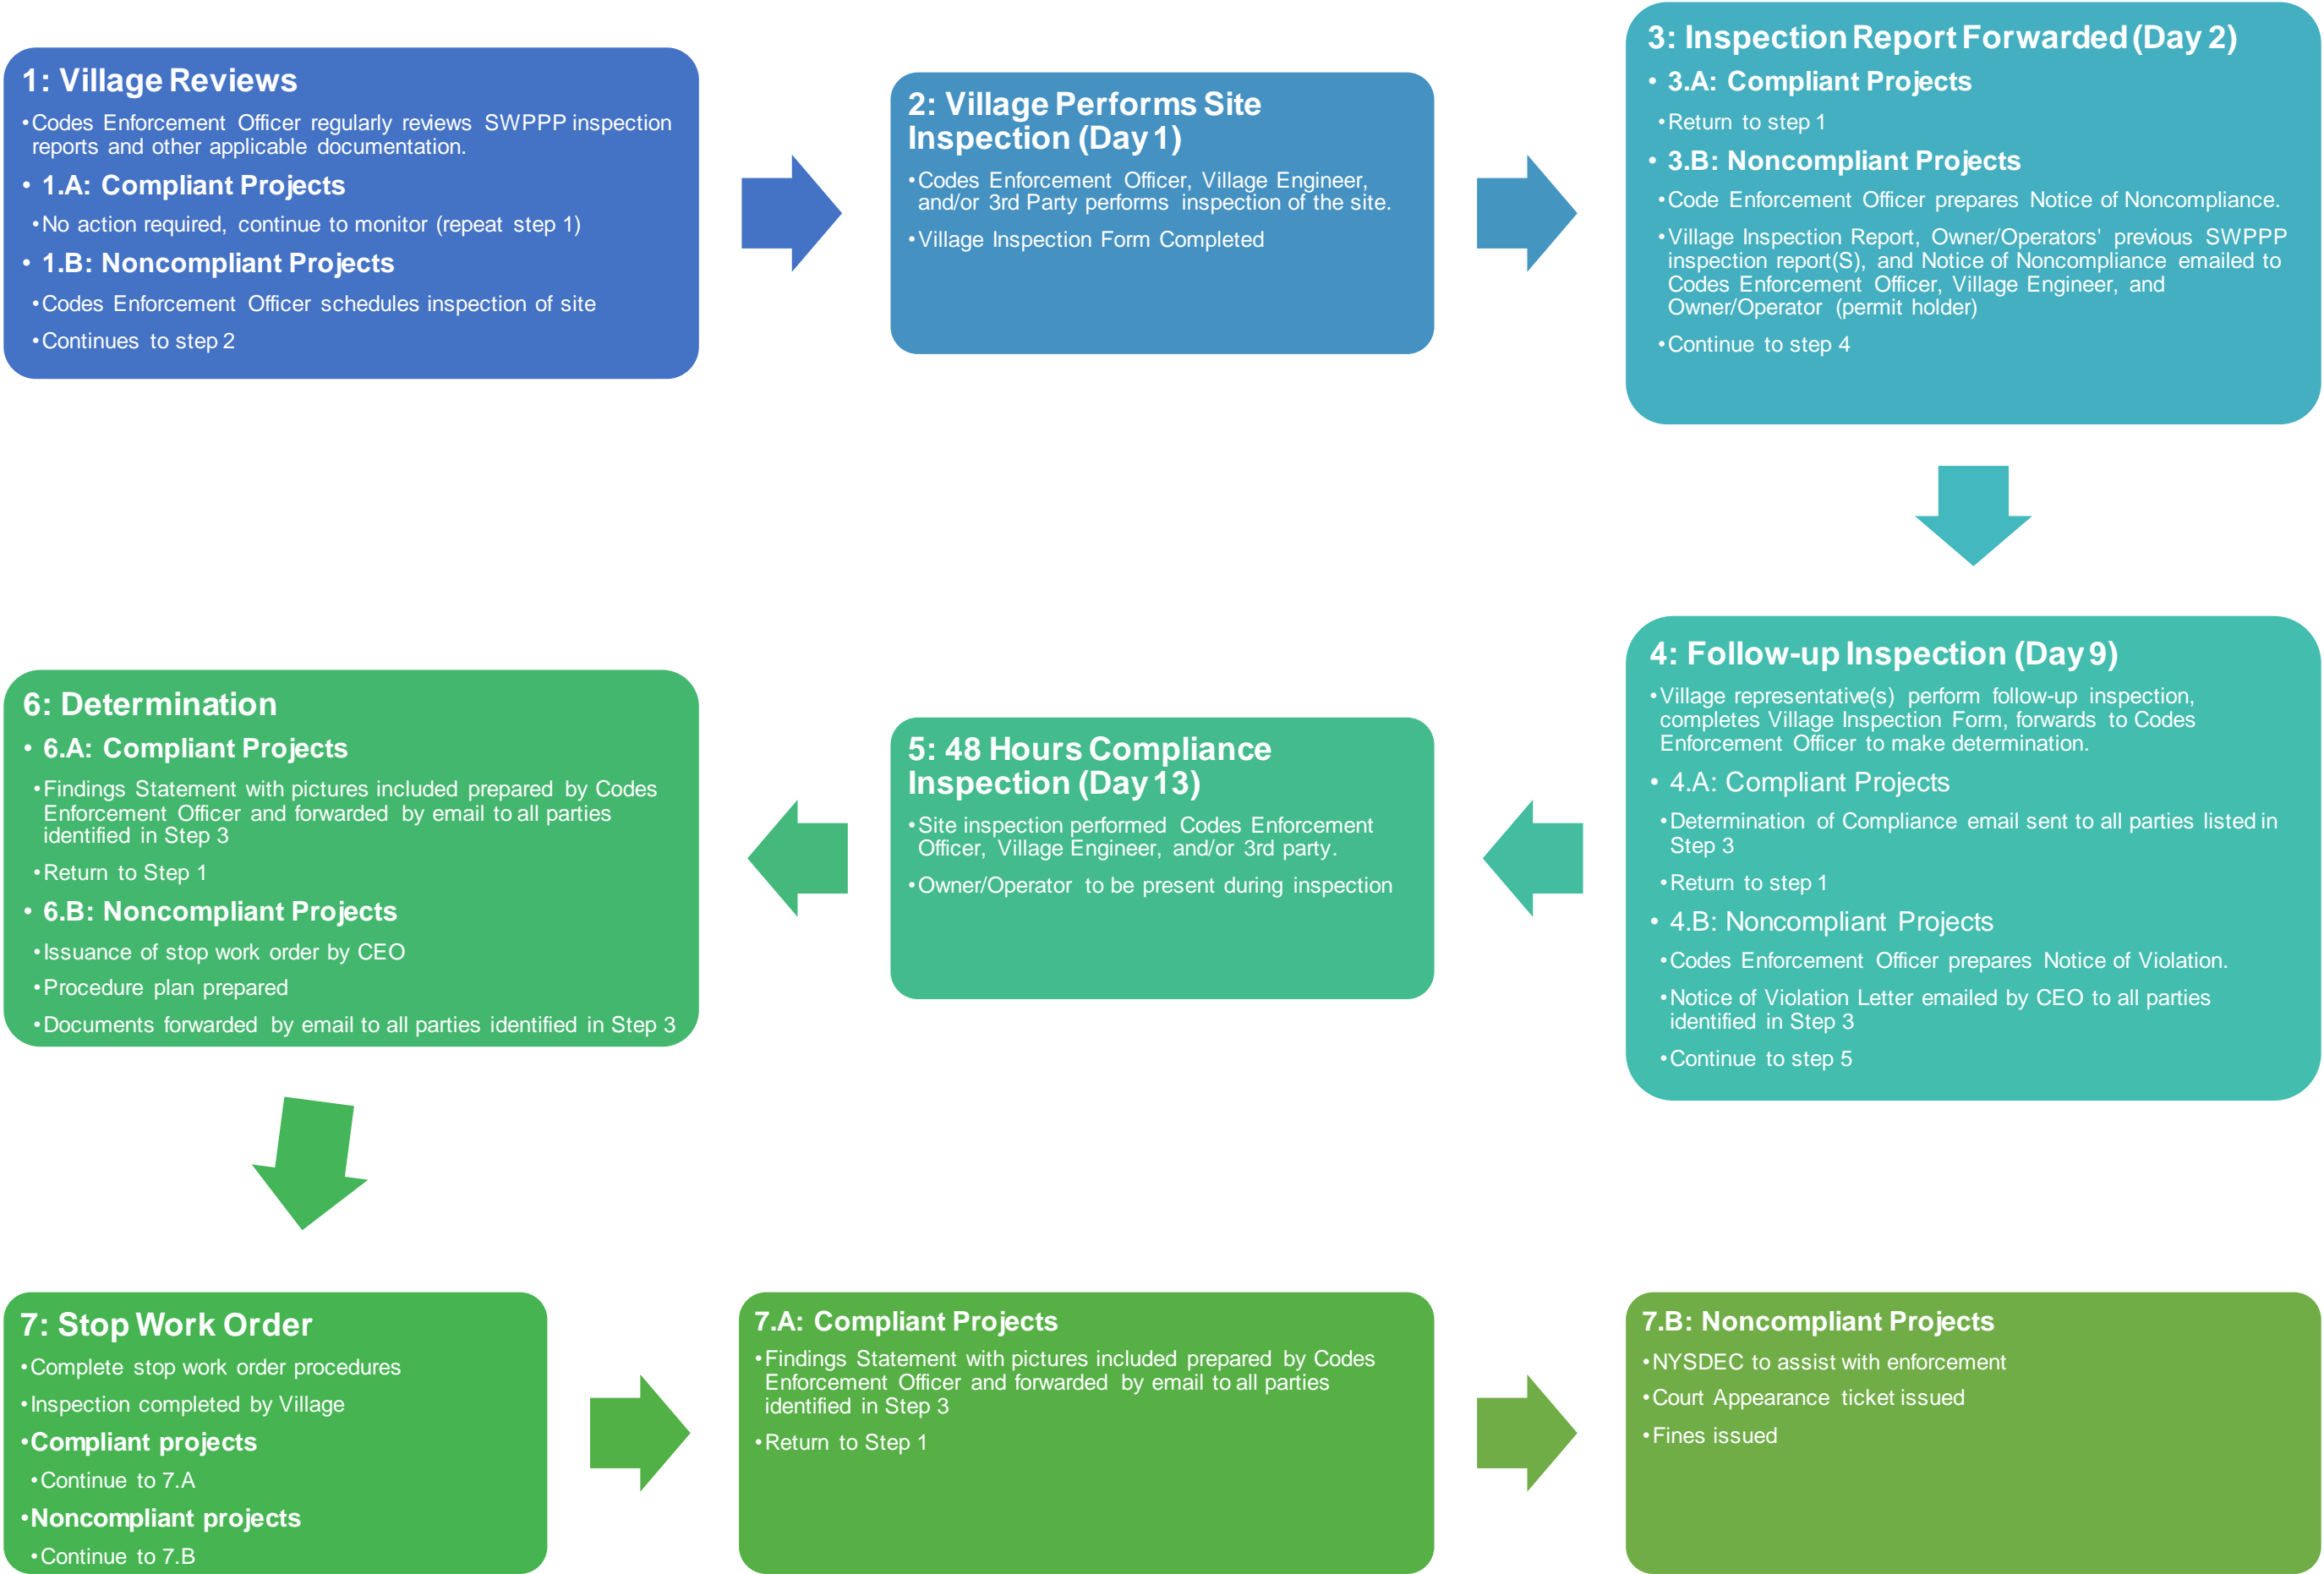 1: Village Reviews
•Codes Enforcement Officer regularly reviews SWPPP inspection
reports and other applicable documentation.
• 1.A: Compliant Projects
•No action required, continue to monitor (repeat step 1)
• 1.B: Noncompliant Projects
•Codes Enforcement Officer schedules inspection of site
•Continues to step 2
2: Village Performs Site
Inspection (Day 1)
•Codes Enforcement Officer, Village Engineer,
and/or 3rd Party performs inspection of the site.
•Village Inspection Form Completed
3: Inspection Report Forwarded (Day 2)
• 3.A: Compliant Projects
•Return to step 1
• 3.B: Noncompliant Projects
•Code Enforcement Officer prepares Notice of Noncompliance.
•Village Inspection Report, Owner/Operators' previous SWPPP
inspection report(S), and Notice of Noncompliance emailed to
Codes Enforcement Officer, Village Engineer, and
Owner/Operator (permit holder)
•Continue to step 4
4: Follow-up Inspection (Day 9)
•Village representative(s) perform follow-up inspection,
completes Village Inspection Form, forwards to Codes
Enforcement Officer to make determination.
• 4.A: Compliant Projects
•Determination of Compliance email sent to all parties listed in
Step 3
•Return to step 1
• 4.B: Noncompliant Projects
•Codes Enforcement Officer prepares Notice of Violation.
•Notice of Violation Letter emailed by CEO to all parties
identified in Step 3
•Continue to step 5
5: 48 Hours Compliance
Inspection (Day 13)
•Site inspection performed Codes Enforcement
Officer, Village Engineer, and/or 3rd party.
•Owner/Operator to be present during inspection
6: Determination
• 6.A: Compliant Projects
•Findings Statement with pictures included prepared by Codes
Enforcement Officer and forwarded by email to all parties
identified in Step 3
•Return to Step 1
• 6.B: Noncompliant Projects
•Issuance of stop work order by CEO
•Procedure plan prepared
•Documents forwarded by email to all parties identified in Step 3
7: Stop Work Order
•Complete stop work order procedures
•Inspection completed by Village
•Compliant projects
•Continue to 7.A
•Noncompliant projects
•Continue to 7.B
7.A: Compliant Projects
•Findings Statement with pictures included prepared by Codes
Enforcement Officer and forwarded by email to all parties
identified in Step 3
•Return to Step 1
7.B: Noncompliant Projects
•NYSDEC to assist with enforcement
•Court Appearance ticket issued
•Fines issued